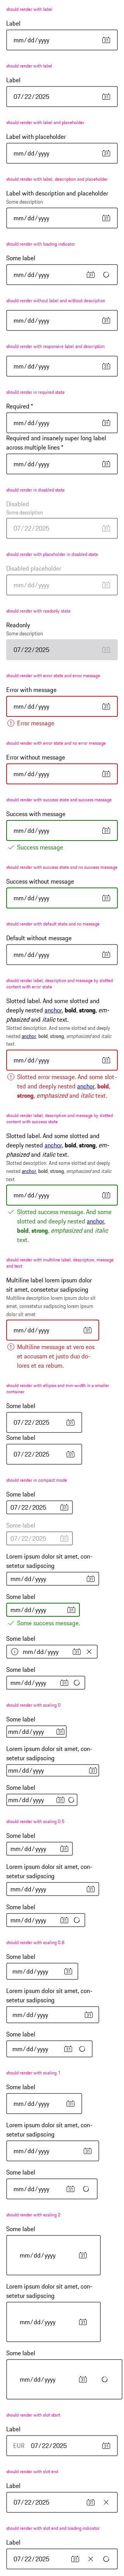 should render with label
Label
mm/dd/yyyy
should render with label
Label
07/22/2025
should render with label and placeholder
Label with placeholder
mm/dd/yyyy
should render with label, description and placeholder
Label with description and placeholder
Some description
mm/dd/yyyy
should render with loading indicator
Some label
mm/dd/yyyy
should render without label and without description
mm/dd/yyyy
should render with responsive label and description
mm/dd/yyyy
should render in required state
Required *
mm/dd/yyyy
Required and insanely super long label
across multiple lines *
mm/dd/yyyy
should render in disabled state
Disabled
Some description
07/22/2025
should render with placeholder in disabled state
Disabled placeholder
mm/dd/yyyy
should render with readonly state
Readonly
Some description
07/22/2025
should render with error state and error message
Error with message
mm/dd/yyyy
Error message
should render with error state and no error message
Error without message
mm/dd/yyyy
should render with success state and success message
Success with message
mm/dd/yyyy
Success message
should render with success state and no success message
Success without message
mm/dd/yyyy
should render with default state and no message
Default without message
mm/dd/yyyy
should render label, description and message by slotted
content with error state
Slotted label. And some slotted and
deeply nested anchor, bold, strong, em-
phasized and italic text.
Slotted description. And some slotted and deeply
nested anchor, bold, strong, emphasized and italic
text.
mm/dd/yyyy
Slotted error message. And some slot-
ted and deeply nested anchor, bold,
strong, emphasized and italic text.
should render label, description and message by slotted
content with success state
Slotted label. And some slotted and
deeply nested anchor, bold, strong, em-
phasized and italic text.
Slotted description. And some slotted and deeply
nested anchor, bold, strong, emphasized and italic
text.
mm/dd/yyyy
Slotted success message. And some
slotted and deeply nested anchor,
bold, strong, emphasized and italic
text.
should render with multiline label, description, message
and text
Multiline label lorem ipsum dolor
sit amet, consetetur sadipscing
Multiline description lorem ipsum dolor sit
amet, consetetur sadipscing lorem ipsum
dolor sit amet
mm/dd/yyyy
Multiline message at vero eos
et accusam et justo duo do-
lores et ea rebum.
should render with ellipsis and min width in a smaller
container
Some label
07/22/2025
Some label
07/22/2025
should render in compact mode
Some label
07/22/2025
Some label
07/22/2025
Lorem ipsum dolor sit amet, con-
setetur sadipscing
mm/dd/yyyy
Some label
mm/dd/yyyy
Some success message.
Some label
mm/dd/yyyy
Some label
mm/dd/yyyy
should render with scaling 0
Some label
mm/dd/yyyy
Lorem ipsum dolor sit amet, con-
setetur sadipscing
mm/dd/yyyy
Some label
mm/dd/yyyy
should render with scaling 0.5
Some label
mm/dd/yyyy
Lorem ipsum dolor sit amet, con-
setetur sadipscing
mm/dd/yyyy
Some label
mm/dd/yyyy
should render with scaling 0.8
Some label
mm/dd/yyyy
Lorem ipsum dolor sit amet, con-
setetur sadipscing
mm/dd/yyyy
Some label
mm/dd/yyyy
should render with scaling 1
Some label
mm/dd/yyyy
Lorem ipsum dolor sit amet, con-
setetur sadipscing
mm/dd/yyyy
Some label
mm/dd/yyyy
should render with scaling 2
Some label
mm/dd/yyyy
Lorem ipsum dolor sit amet, con-
setetur sadipscing
mm/dd/yyyy
Some label
mm/dd/yyyy
should render with slot start
Label
EUR 07/22/2025
should render with slot end
Label
07/22/2025
should render with slot end and loading indicator
Label
07/22/2025